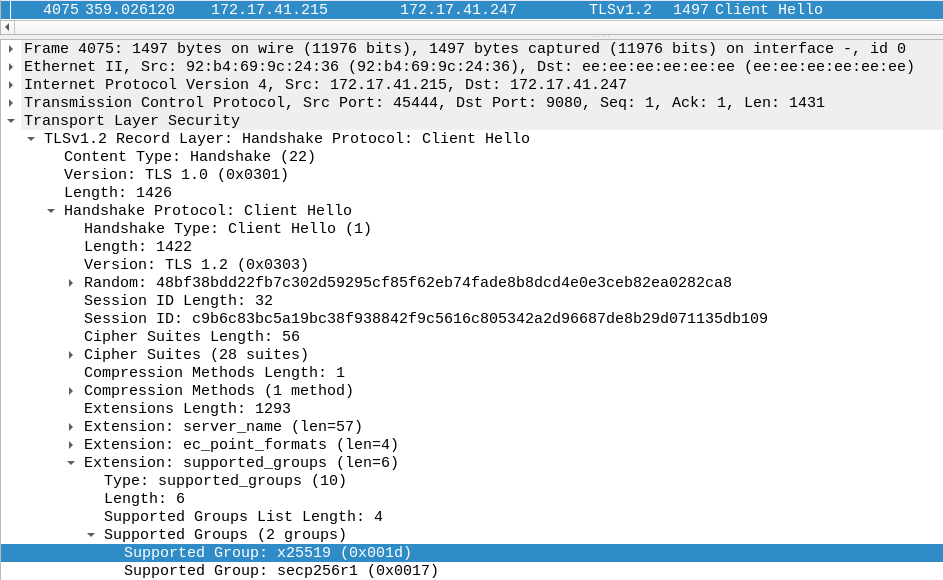 4075 359.026120 172.17.41.215 172.17.41.247 TLSv1.2 1497 Client Hello
Frame 4075: 1497 bytes on wire (11976 bits), 1497 bytes captured (11976 bits) on interface -, id 0
Ethernet II, Src: 92:b4:69:9c:24:36 (92:b4:69:9c:24:36), Dst: ee:ee:ee:ee:ee:ee (ee:ee:ee:ee:ee:ee)
Internet Protocol Version 4, Src: 172.17.41.215, Dst: 172.17.41.247
Transmission Control Protocol, Src Port: 45444, Dst Port: 9080, Seq: 1, Ack: 1, Len: 1431
Transport Layer Security
TLSv1.2 Record Layer: Handshake Protocol: Client Hello
Content Type: Handshake (22)
Version: TLS 1.0 (0x0301)
Length: 1426
Handshake Protocol: Client Hello
Handshake Type: Client Hello (1)
Length: 1422
Version: TLS 1.2 (0x0303)
Random: 48bf38bdd22fb7c302d59295cf85f62eb74fade8b8dcd4e0e3ceb82ea0282ca8
Session ID Length: 32
Session ID: c9b6c83bc5a19bc38f938842f9c5616c805342a2d96687de8b29d071135db109
Cipher Suites Length: 56
Cipher Suites (28 suites)
Compression Methods Length: 1
Compression Methods (1 method)
Extensions Length: 1293
Extension: server_name (len=57)
Extension: ec_point_formats (len=4)
Extension: supported_groups (len=6)
Type: supported_groups (10)
Length: 6
Supported Groups List Length: 4
Supported Groups (2 groups)
Supported Group: x25519 (0x001d)
Supported Group: secp256r1 (0x0017)